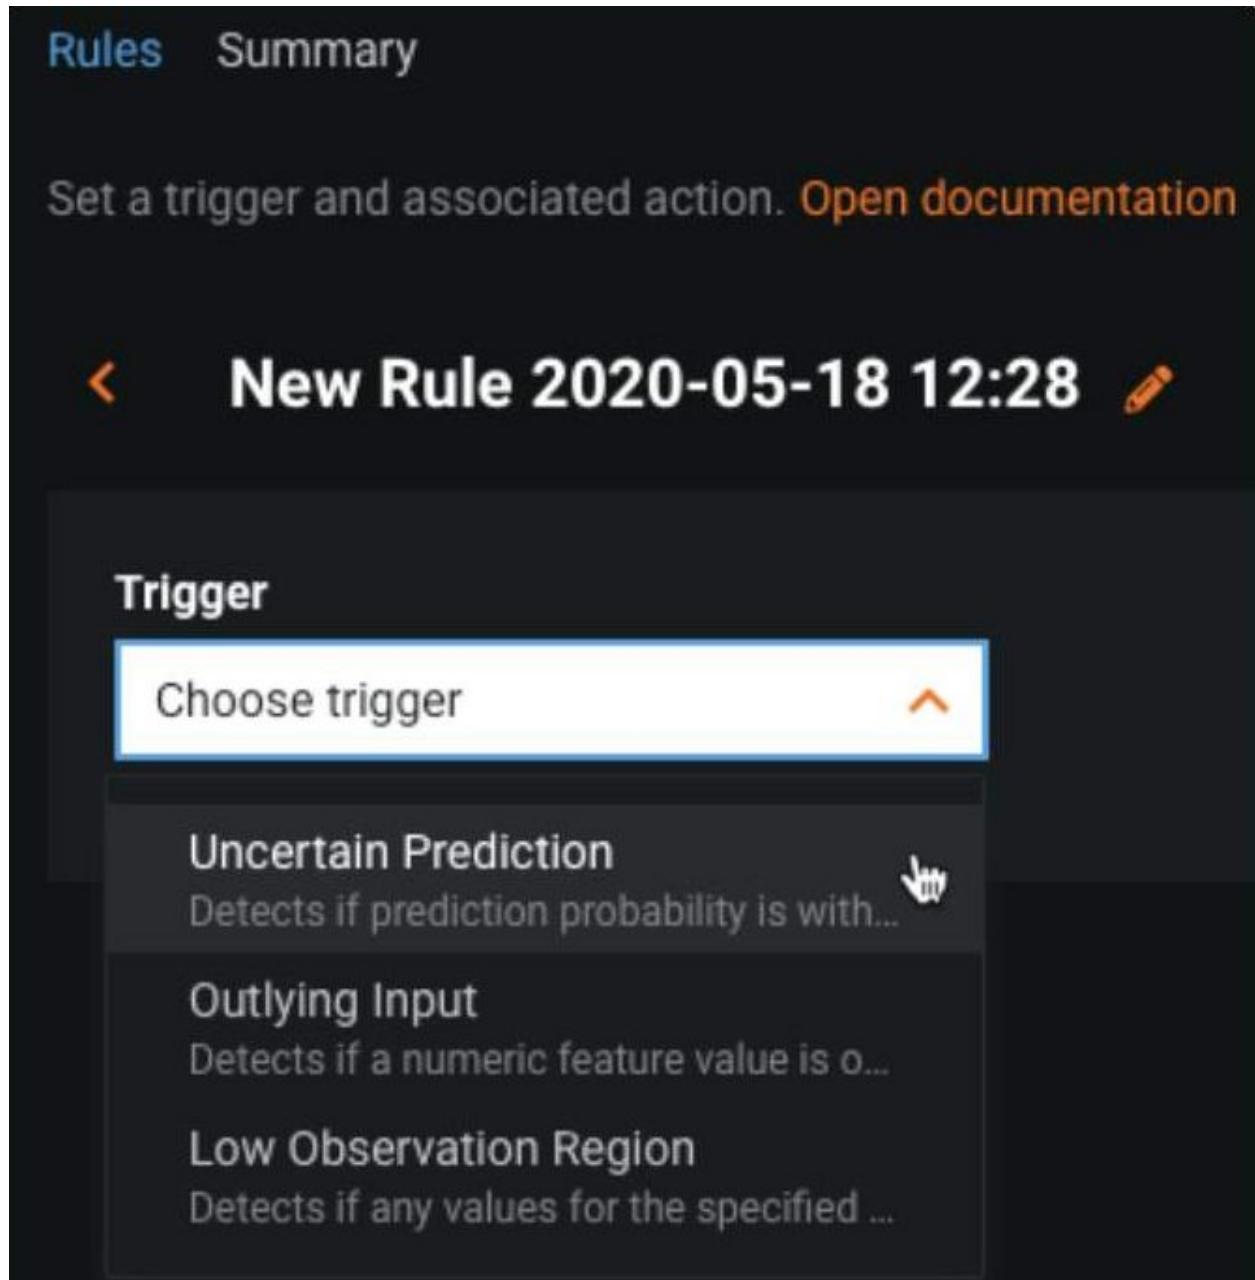 Rules Summary
Set a trigger and associated action. Open documentation
New Rule 2020-05-18 12:28
Trigger
Choose trigger
Uncertain Prediction
Detects if prediction probability is with...
Outlying Input
Detects if a numeric feature value is o...
Low Observation Region
Detects if any values for the specified ...